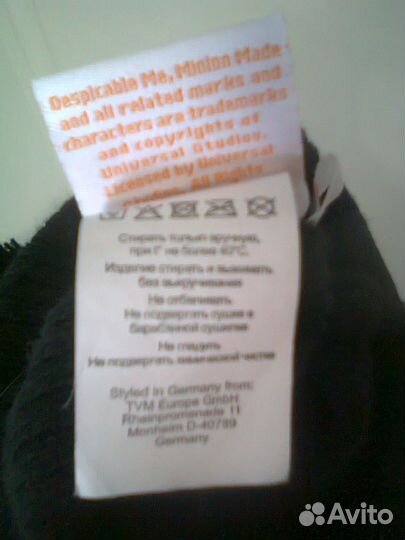 Despicable Me, Minion Made
and all related marks and
characters are trademarks
and copyrights of
Universal Studios.
Licensed by Universal
Studios. All Rights
Стирать только вручную,
при t° не более 40°C.
Изделие стирать и выжимать
без выкручивания
Не отбеливать
Не подвергать сушке в
барабанной сушилке
Не гладить
Не подвергать химической чистке
Styled in Germany from:
TVM Europe GmbH
Rheinpromenade 11
Monheim D-40789
Germany
Avito